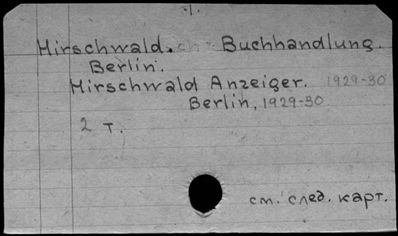 ·/.
Hirschwald. Buchhandlung.
Berlin.
Hirschwald Anzeiger. 1929-30
Berlin, 1929-30
2 т.
см. след. карт.